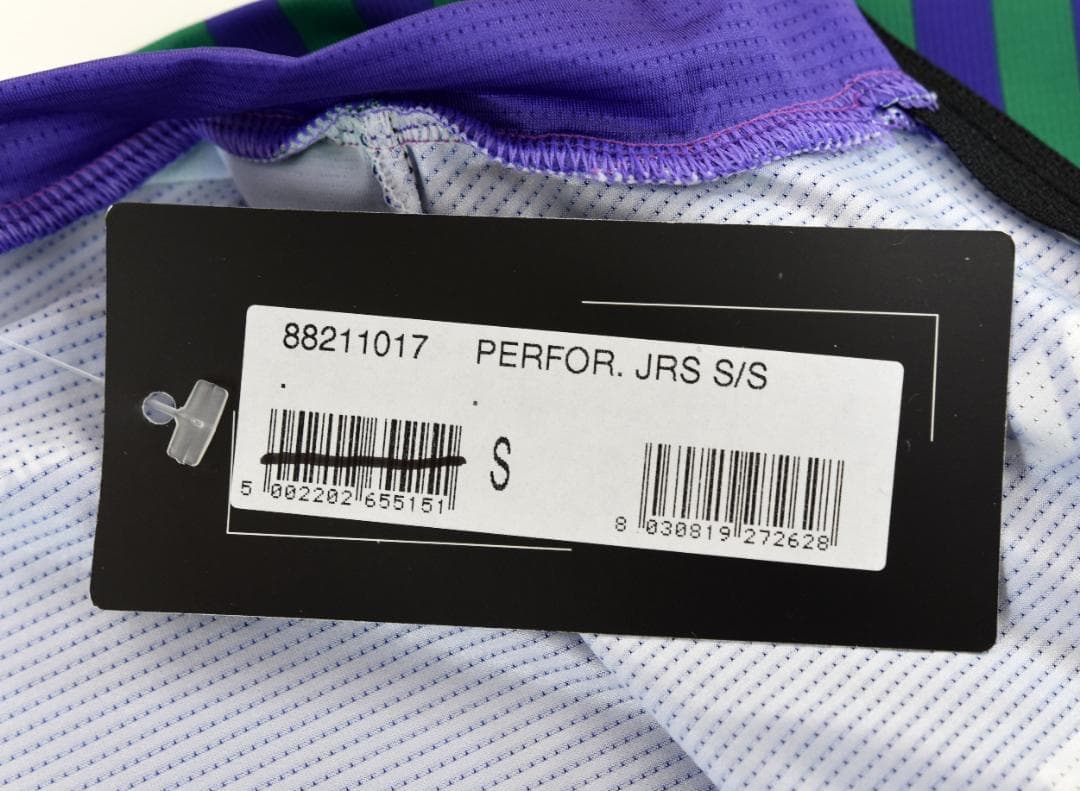 88211017 PERFOR. JRS S/S
S
5 002202 655151
8 030819 272628